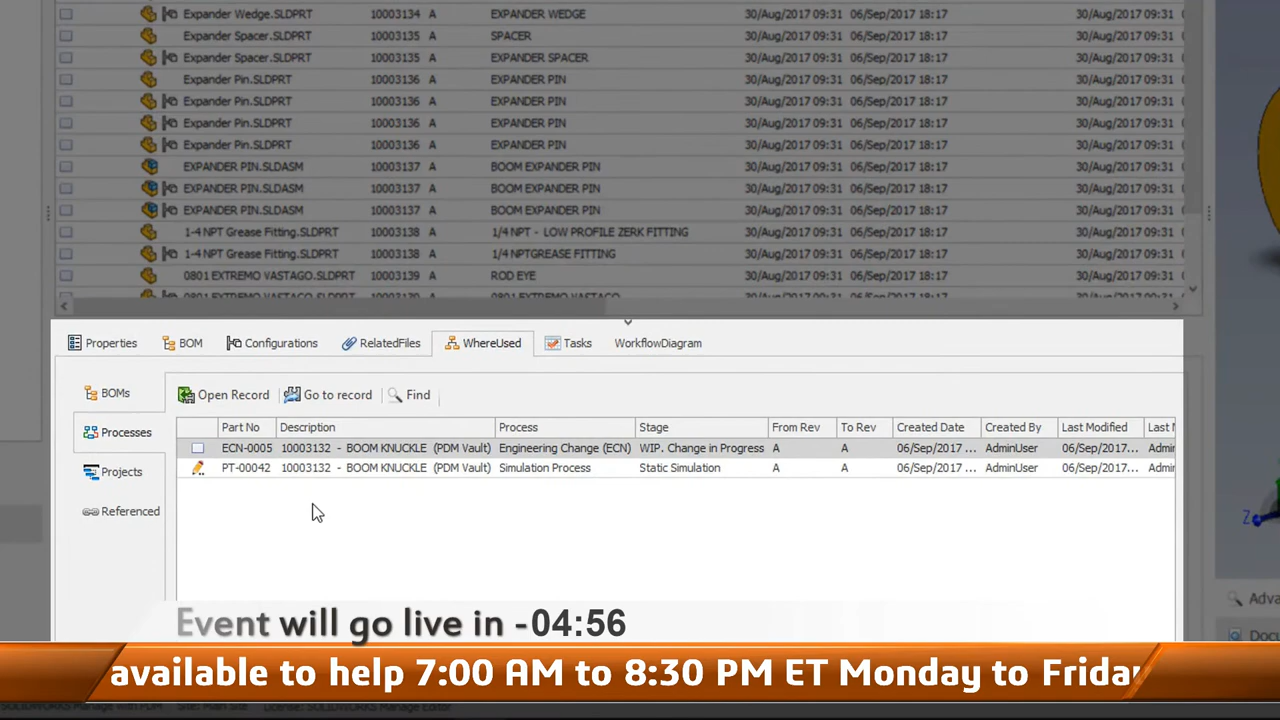 Expander Wedge.SLDPRT 10003134 A EXPANDER WEDGE 30/Aug/2017 09:31 06/Sep/2017 18:17 30/Aug/2017 09:31
Expander Spacer.SLDPRT 10003135 A SPACER 30/Aug/2017 09:31 06/Sep/2017 18:17 30/Aug/2017 09:31
Expander Spacer.SLDPRT 10003135 A EXPANDER SPACER 30/Aug/2017 09:31 06/Sep/2017 18:17 30/Aug/2017 09:31
Expander Pin.SLDPRT 10003136 A EXPANDER PIN 30/Aug/2017 09:31 06/Sep/2017 18:17 30/Aug/2017 09:31
Expander Pin.SLDPRT 10003136 A EXPANDER PIN 30/Aug/2017 09:31 06/Sep/2017 18:17 30/Aug/2017 09:31
Expander Pin.SLDPRT 10003136 A EXPANDER PIN 30/Aug/2017 09:31 06/Sep/2017 18:17 30/Aug/2017 09:31
Expander Pin.SLDPRT 10003136 A EXPANDER PIN 30/Aug/2017 09:31 06/Sep/2017 18:17 30/Aug/2017 09:31
EXPANDER PIN.SLDASM 10003137 A BOOM EXPANDER PIN 30/Aug/2017 09:31 06/Sep/2017 18:17 30/Aug/2017 09:31
EXPANDER PIN.SLDASM 10003137 A BOOM EXPANDER PIN 30/Aug/2017 09:31 06/Sep/2017 18:17 30/Aug/2017 09:31
EXPANDER PIN.SLDASM 10003137 A BOOM EXPANDER PIN 30/Aug/2017 09:31 06/Sep/2017 18:17 30/Aug/2017 09:31
1-4 NPT Grease Fitting.SLDPRT 10003138 A 1/4 NPT - LOW PROFILE ZERK FITTING 30/Aug/2017 09:31 06/Sep/2017 18:17 30/Aug/2017 09:31
1-4 NPT Grease Fitting.SLDPRT 10003138 A 1/4 NPTGREASE FITTING 30/Aug/2017 09:31 06/Sep/2017 18:17 30/Aug/2017 09:31
0801 EXTREMO VASTAGO.SLDPRT 10003139 A ROD EYE 30/Aug/2017 09:31 06/Sep/2017 18:17 30/Aug/2017 09:31
Properties BOM Configurations RelatedFiles WhereUsed Tasks WorkflowDiagram
BOMs Open Record Go to record Find
Part No Description Process Stage From Rev To Rev Created Date Created By Last Modified Last M
Processes ECN-0005 10003132 - BOOM KNUCKLE (PDM Vault) Engineering Change (ECN) WIP. Change in Progress A A 06/Sep/2017 ... AdminUser 06/Sep/2017... Admi
Projects PT-00042 10003132 - BOOM KNUCKLE (PDM Vault) Simulation Process Static Simulation A A 06/Sep/2017 ... AdminUser 06/Sep/2017... Admi
Referenced
Z
Adva
Docu
Event will go live in -04:56
available to help 7:00 AM to 8:30 PM ET Monday to Friday